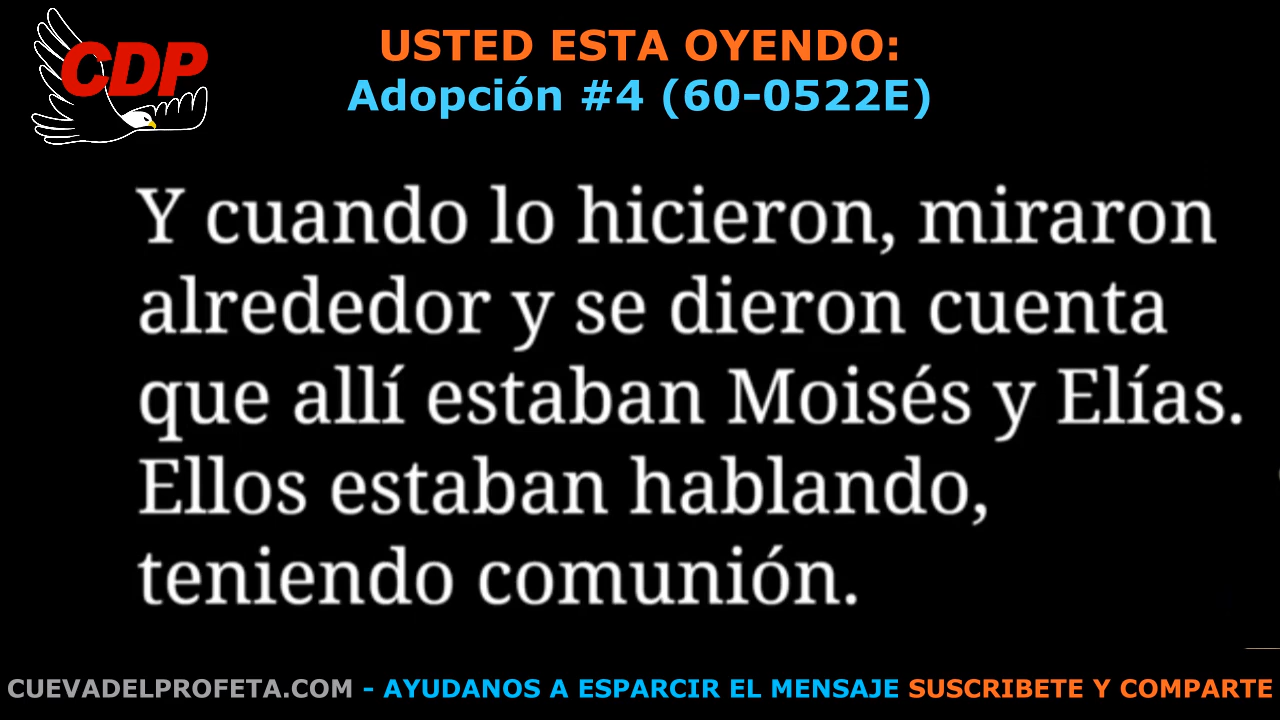 CDP
USTED ESTA OYENDO:
Adopción #4 (60-0522E)
Y cuando lo hicieron, miraron
alrededor y se dieron cuenta
que allí estaban Moisés y Elías.
Ellos estaban hablando,
teniendo comunión.
CUEVADELPROFETA.COM - AYUDANOS A ESPARCIR EL MENSAJE SUSCRIBETE Y COMPARTE